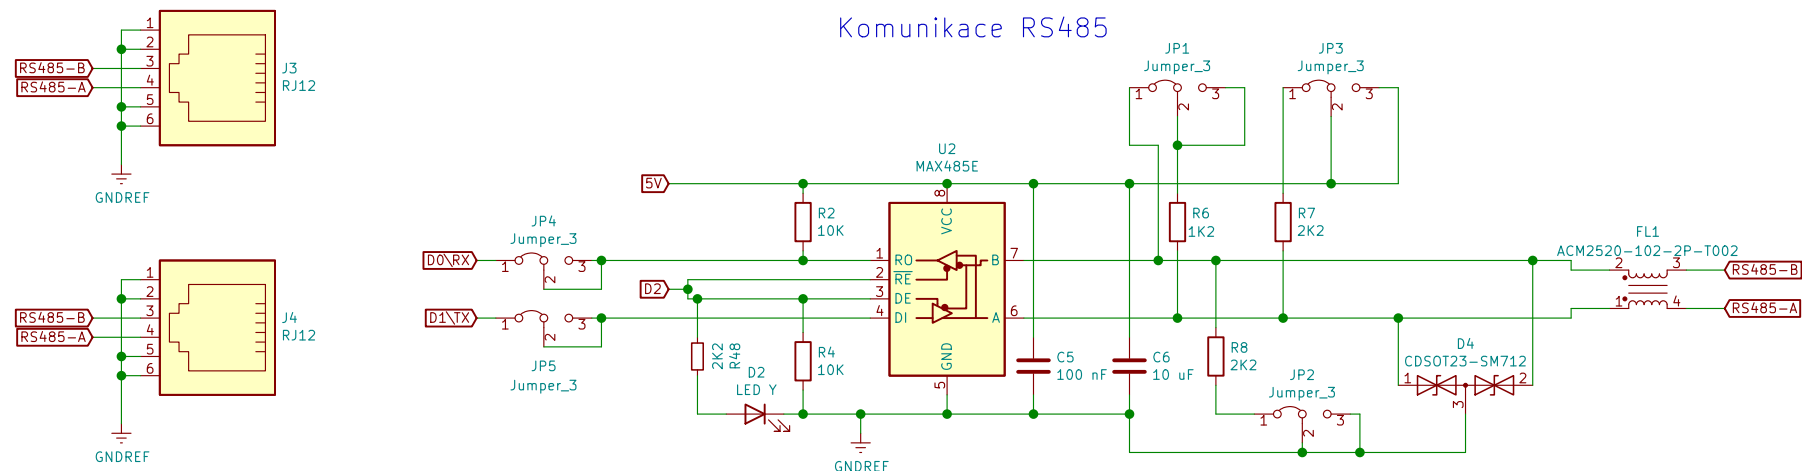 Komunikace RS485
1
2
3
4
5
6
RS485-B
RS485-A
J3
RJ12
GNDREF
1
2
3
4
5
6
RS485-B
RS485-A
J4
RJ12
GNDREF
JP4
Jumper_3
D0\RX
1
2
3
D1\TX
1
2
3
JP5
Jumper_3
5V
D2
R2
10K
2K2
R48
R4
10K
D2
LED Y
GNDREF
U2
MAX485E
8
VCC
1
RO
2
RE
3
DE
4
DI
B
7
A
6
GND
5
C5
100 nF
C6
10 uF
JP1
Jumper_3
1
2
3
JP3
Jumper_3
1
2
3
R6
1K2
R7
2K2
R8
2K2
JP2
Jumper_3
1
2
3
D4
CDSOT23-SM712
1
2
3
FL1
ACM2520-102-2P-T002
2
3
1
4
RS485-B
RS485-A